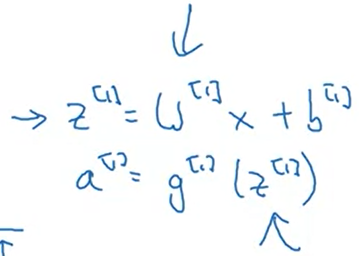 → z^[1] = W^[1] x + b^[1]
a^[1] = g^[1] (z^[1])